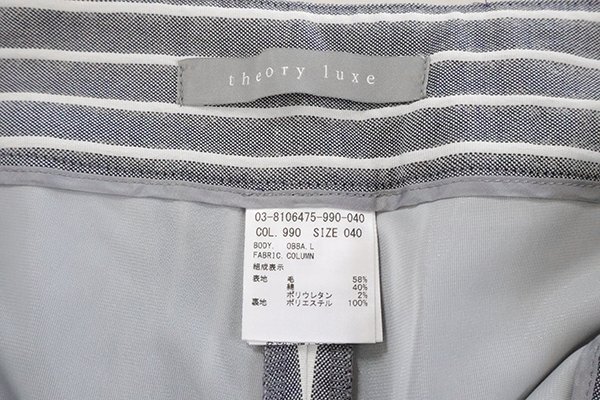 theory luxe
03-8106475-990-040
COL. 990 SIZE 040
BODY. OBBA.L
FABRIC. COLUMN
組成表示
表地 毛 58%
綿 40%
ポリウレタン 2%
裏地 ポリエステル 100%